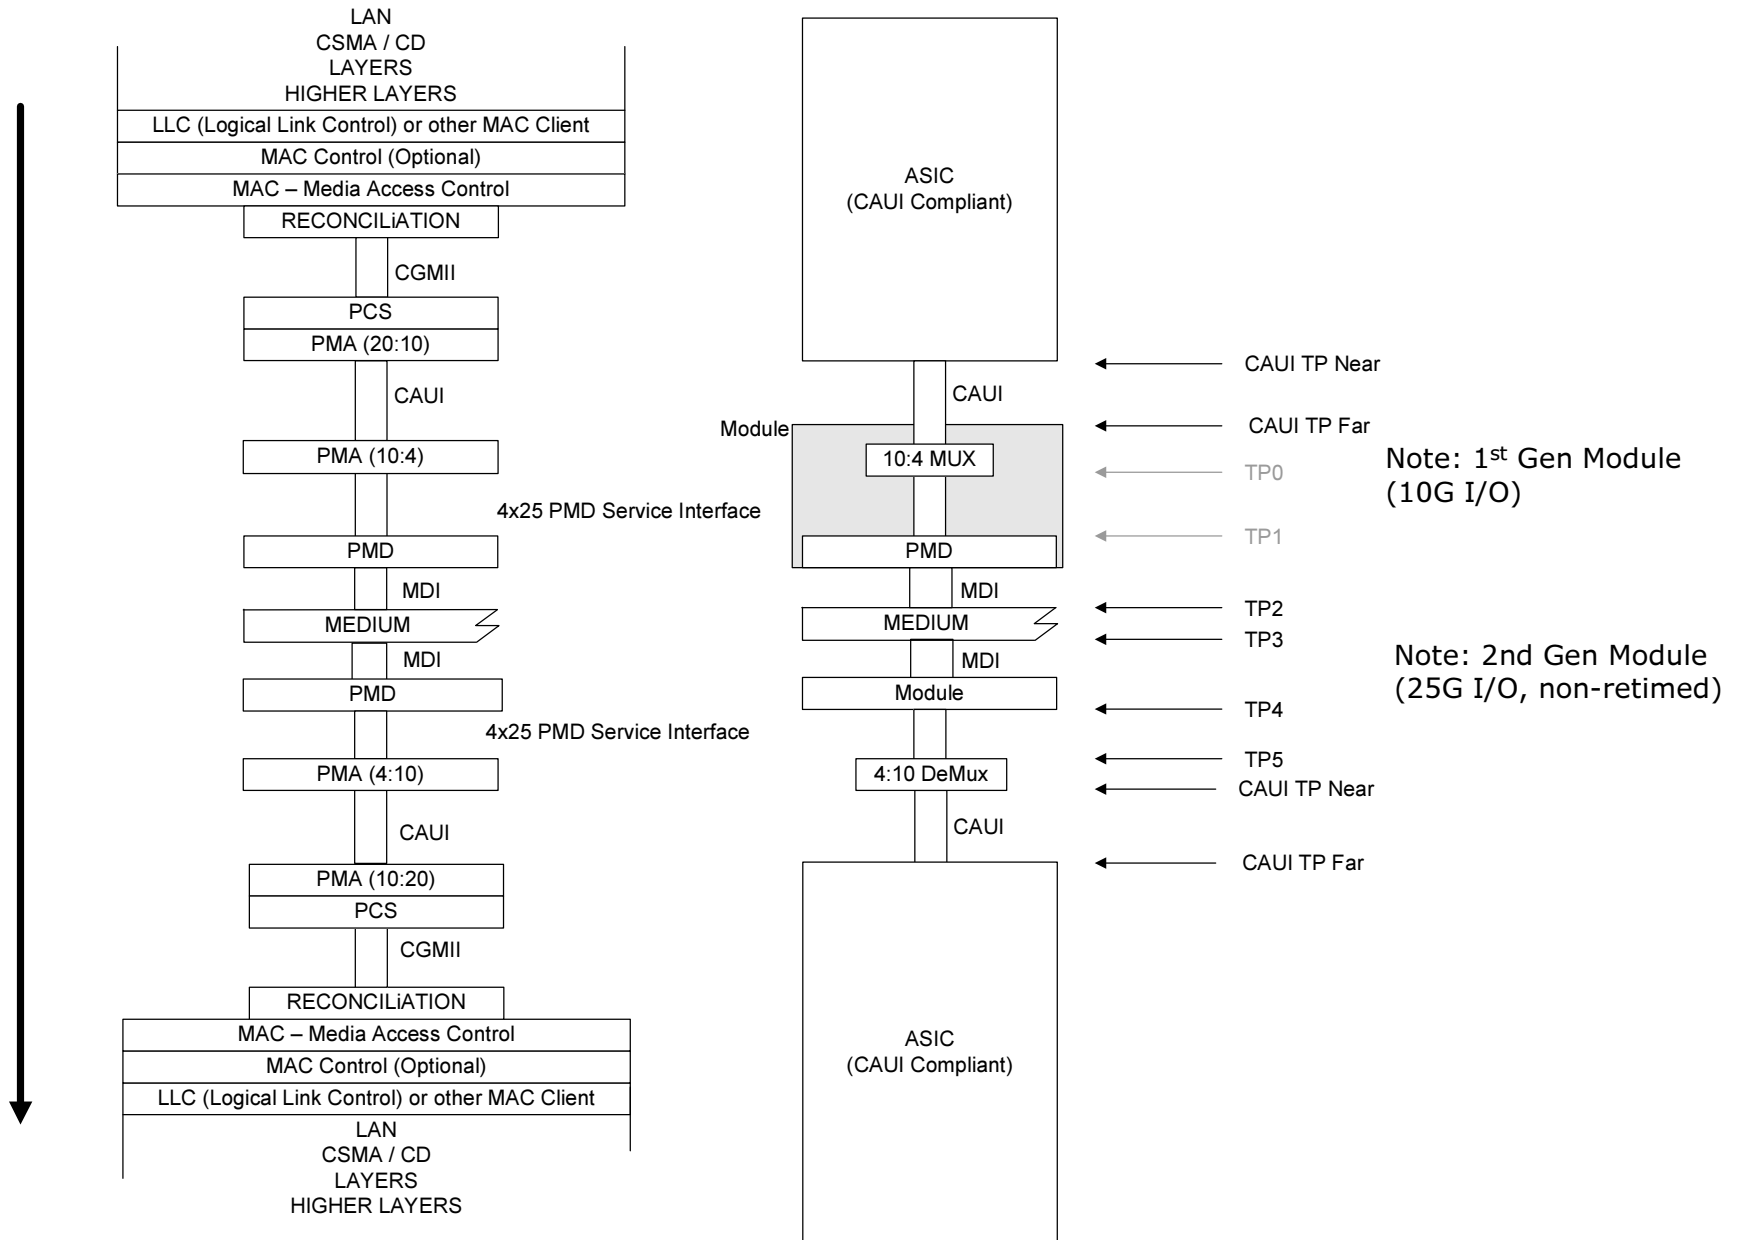 LAN
CSMA / CD
LAYERS
HIGHER LAYERS
LLC (Logical Link Control) or other MAC Client
MAC Control (Optional)
MAC – Media Access Control
RECONCILiATION
CGMII
PCS
PMA (20:10)
CAUI
PMA (10:4)
4x25 PMD Service Interface
PMD
MDI
MEDIUM
MDI
PMD
4x25 PMD Service Interface
PMA (4:10)
CAUI
PMA (10:20)
PCS
CGMII
RECONCILiATION
MAC – Media Access Control
MAC Control (Optional)
LLC (Logical Link Control) or other MAC Client
LAN
CSMA / CD
LAYERS
HIGHER LAYERS
ASIC
(CAUI Compliant)
CAUI
Module
10:4 MUX
PMD
MDI
MEDIUM
MDI
Module
4:10 DeMux
CAUI
ASIC
(CAUI Compliant)
CAUI TP Near
CAUI TP Far
TP0
TP1
TP2
TP3
TP4
TP5
CAUI TP Near
CAUI TP Far
Note: 1st Gen Module
(10G I/O)
Note: 2nd Gen Module
(25G I/O, non-retimed)